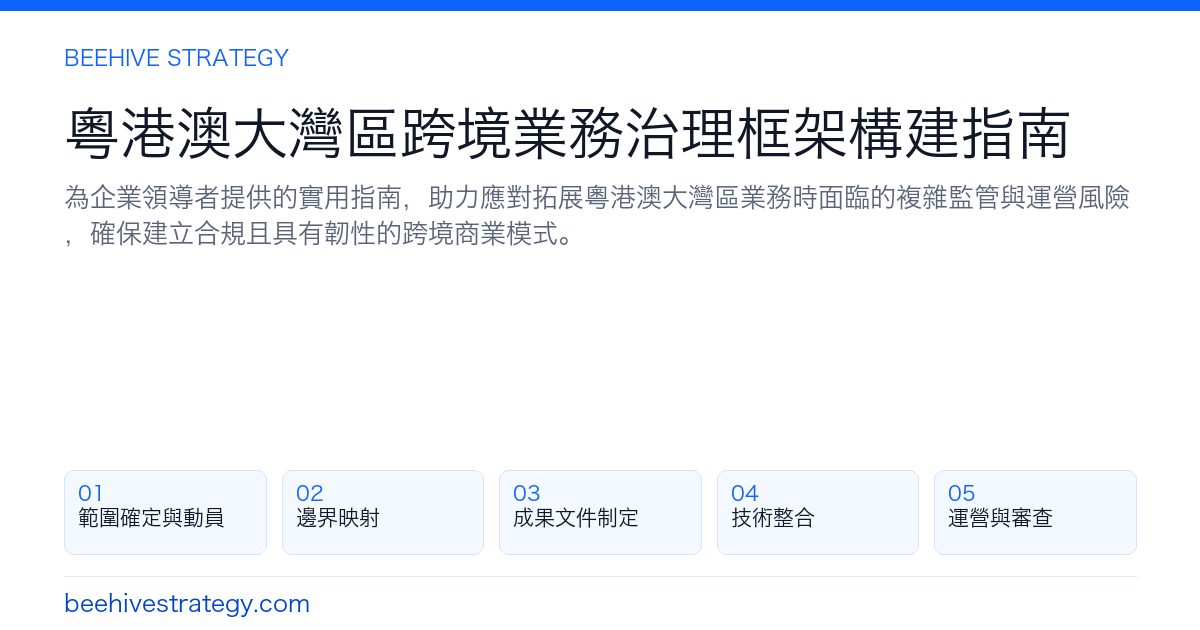 BEEHIVE STRATEGY
粵港澳大灣區跨境業務治理框架構建指南
為企業領導者提供的實用指南，助力應對拓展粵港澳大灣區業務時面臨的複雜監管與運營風險
，確保建立合規且具有韌性的跨境商業模式。
01
範圍確定與動員
02
邊界映射
03
成果文件制定
04
技術整合
05
運營與審查
beehivestrategy.com